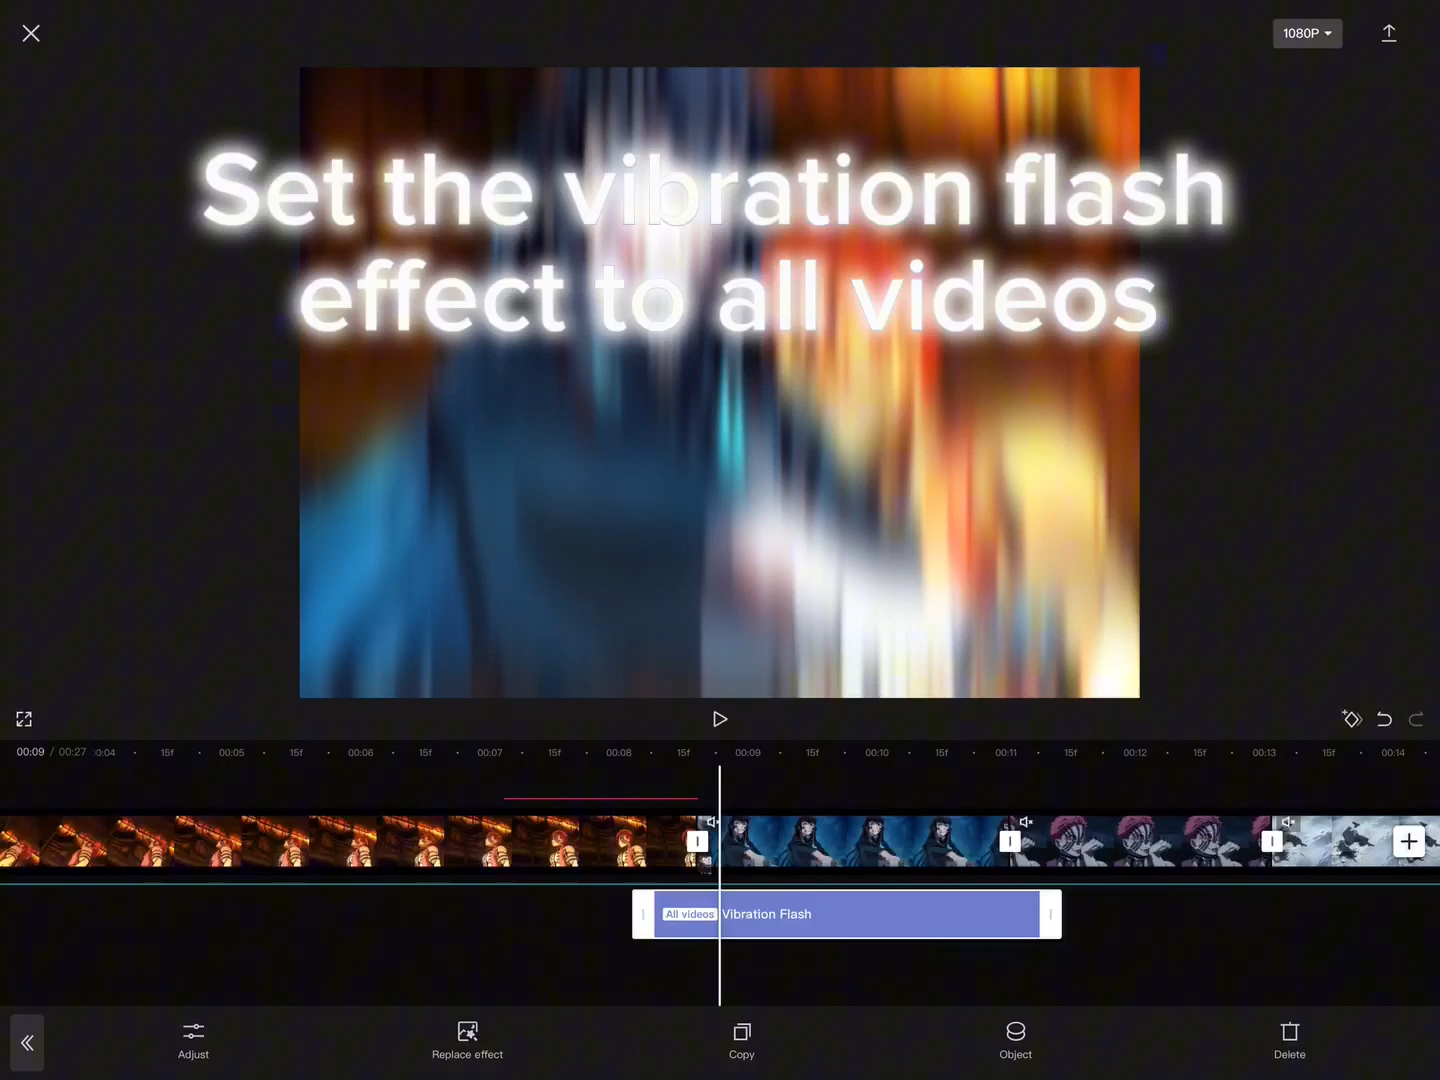 1080P
Set the vibration flash
effect to all videos
00:09 / 00:27 0:04 15f 00:05 15f 00:06 15f 00:07 15f 00:08 15f 00:09 15f 00:10 15f 00:11 15f 00:12 15f 00:13 15f 00:14
All videos Vibration Flash
Adjust Replace effect Copy Object Delete